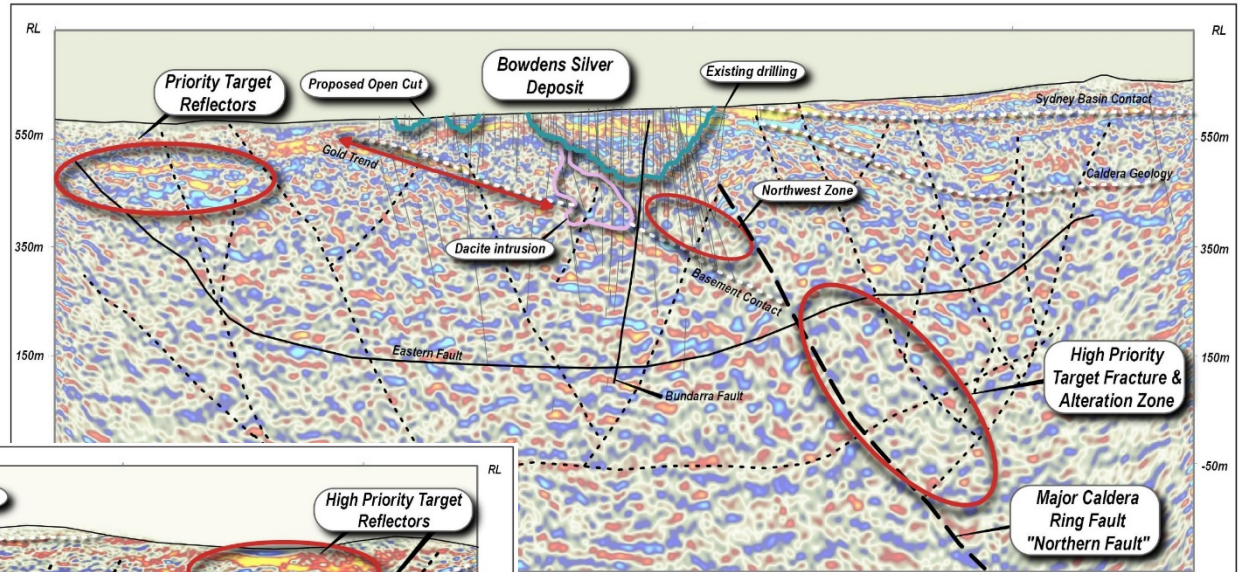 RL
RL
Priority Target
Reflectors
Proposed Open Cut
Bowdens Silver
Deposit
Existing drilling
Sydney Basin Contact
550m
550m
Gold Trend
Caldera Geology
Northwest Zone
Dacite intrusion
350m
350m
Basement Contact
150m
150m
Eastern Fault
High Priority
Target Fracture &
Alteration Zone
Bundarra Fault
-50m
RL
High Priority Target
Reflectors
Major Caldera
Ring Fault
"Northern Fault"